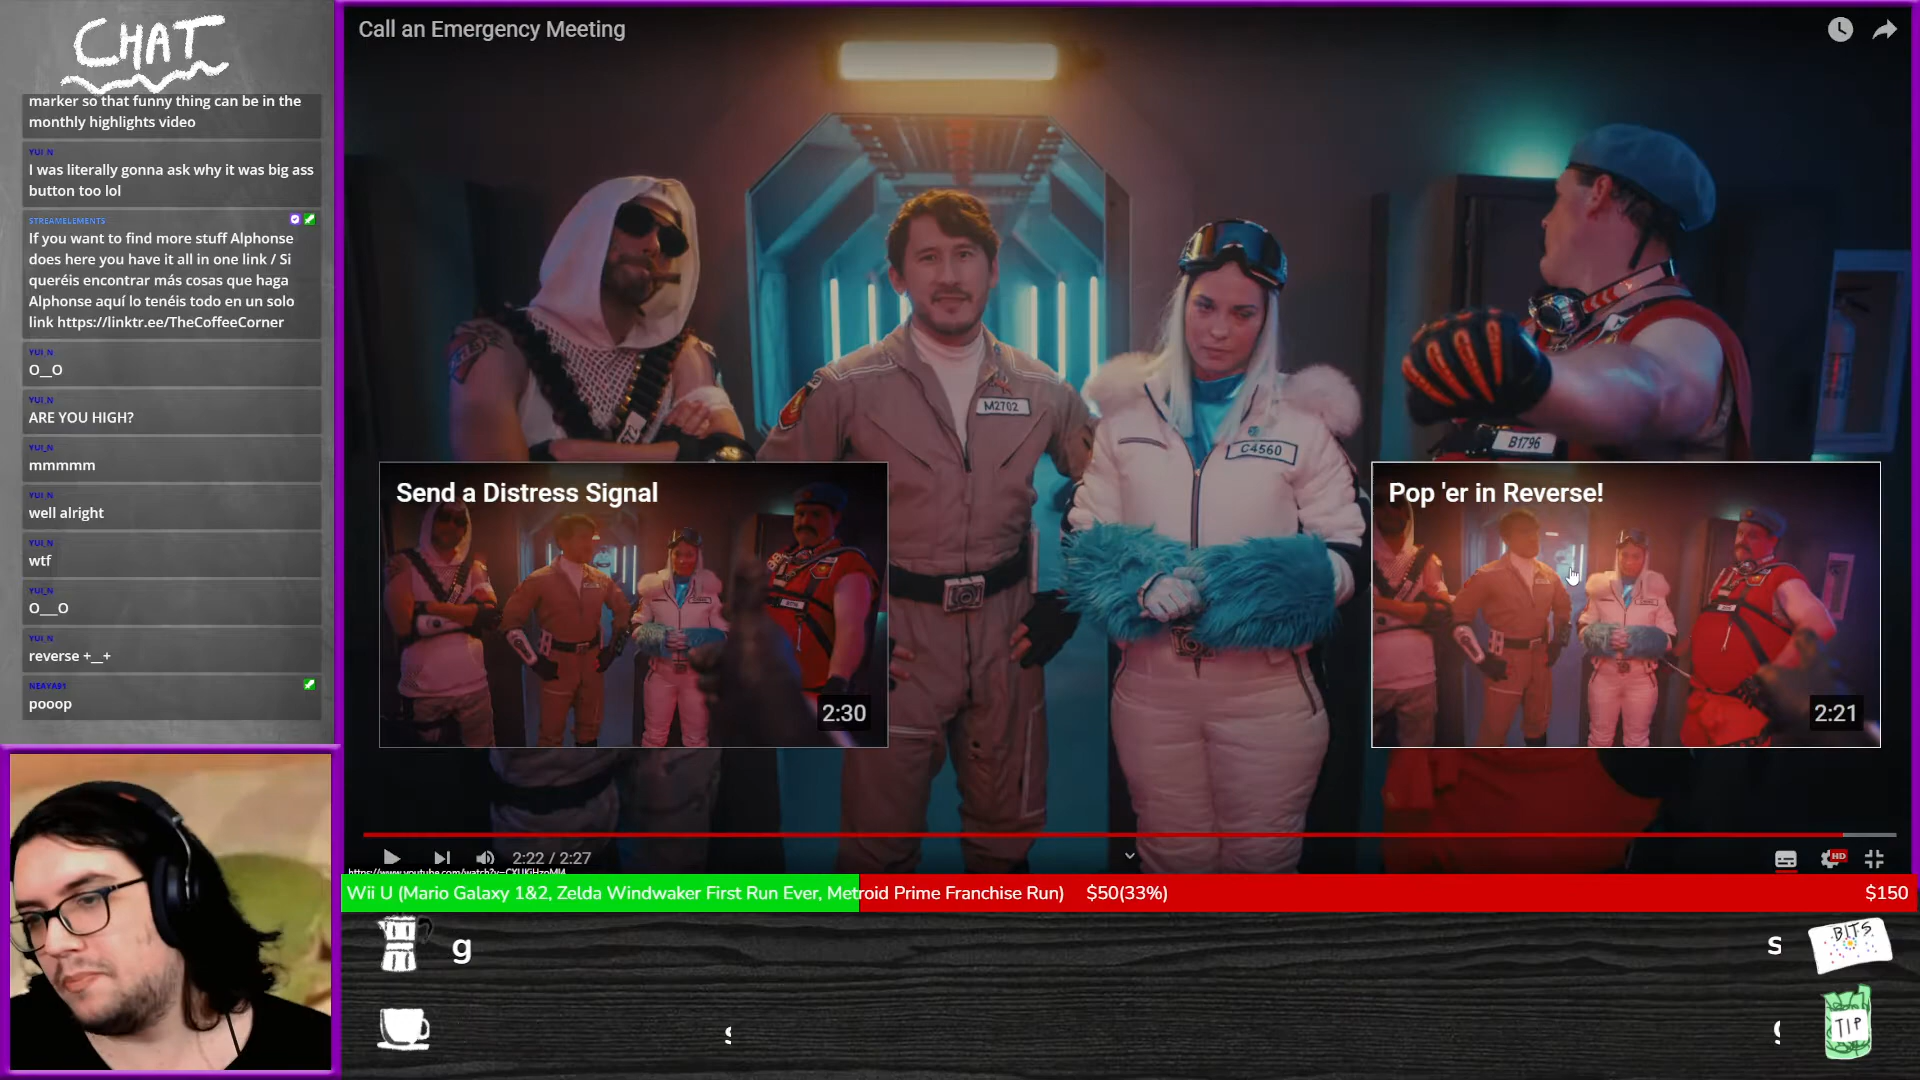 CHAT
marker so that funny thing can be in the
monthly highlights video
YUI_N
I was literally gonna ask why it was big ass
button too lol
STREAMELEMENTS
If you want to find more stuff Alphonse
does here you have it all in one link / Si
queréis encontrar más cosas que haga
Alphonse aquí lo tenéis todo en un solo
link https://linktr.ee/TheCoffeeCorner
YUI_N
O__O
YUI_N
ARE YOU HIGH?
YUI_N
mmmmm
YUI_N
well alright
YUI_N
wtf
YUI_N
O___O
YUI_N
reverse +__+
NEAYA91
pooop
Call an Emergency Meeting
M2702
C4560
B1796
Send a Distress Signal
2:30
Pop 'er in Reverse!
2:21
2:22 / 2:27
HD
Wii U (Mario Galaxy 1&2, Zelda Windwaker First Run Ever, Metroid Prime Franchise Run) $50(33%)
$150
g
s
BITS
TIP